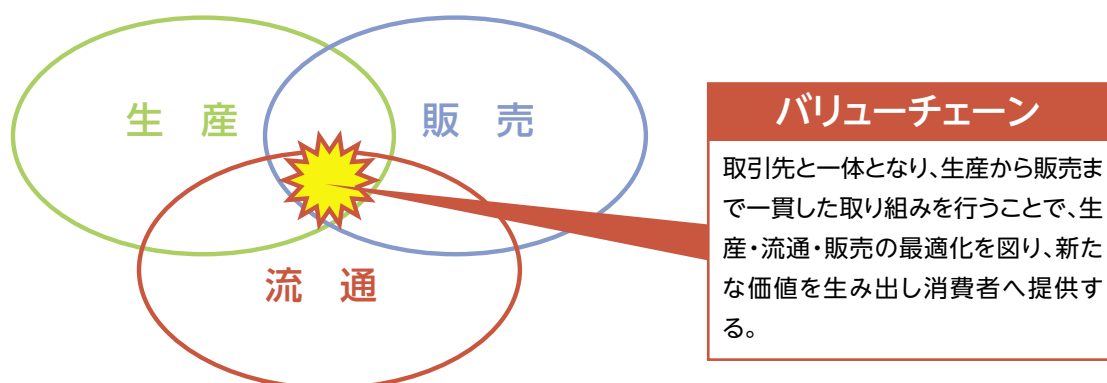 生　産
販　売
流　通
バリューチェーン
取引先と一体となり、生産から販売ま
で一貫した取り組みを行うことで、生
産・流通・販売の最適化を図り、新た
な価値を生み出し消費者へ提供す
る。